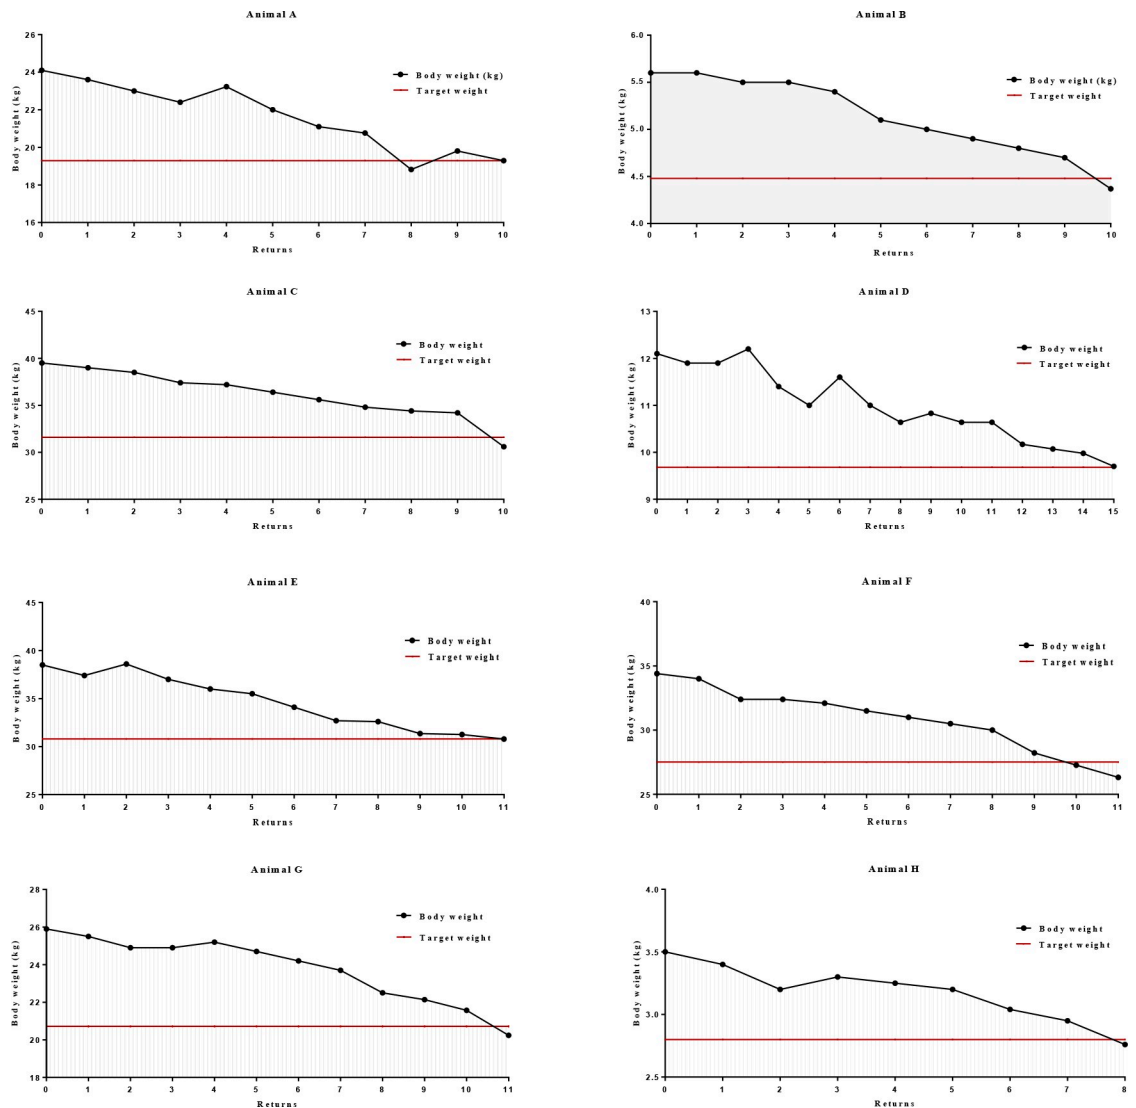 Animal A
26
24
22
20
18
16
Body weight (kg)
Body weight (kg)
Target weight
0 1 2 3 4 5 6 7 8 9 10
Returns
Animal B
6.0
5.5
5.0
4.5
4.0
Body weight (kg)
Body weight (kg)
Target weight
0 1 2 3 4 5 6 7 8 9 10
Returns
Animal C
45
40
35
30
25
Body weight (kg)
Body weight
Target weight
0 1 2 3 4 5 6 7 8 9 10
Returns
Animal D
13
12
11
10
9
Body weight (kg)
Body weight
Target weight
0 1 2 3 4 5 6 7 8 9 10 11 12 13 14 15
Returns
Animal E
45
40
35
30
25
Body weight (kg)
Body weight
Target weight
0 1 2 3 4 5 6 7 8 9 10 11
Returns
Animal F
40
35
30
25
Body weight (kg)
Body weight
Target weight
0 1 2 3 4 5 6 7 8 9 10 11
Returns
Animal G
28
26
24
22
20
18
Body weight (kg)
Body weight
Target weight
0 1 2 3 4 5 6 7 8 9 10 11
Returns
Animal H
4.0
3.5
3.0
2.5
Body weight (kg)
Body weight
Target weight
0 1 2 3 4 5 6 7 8
Returns